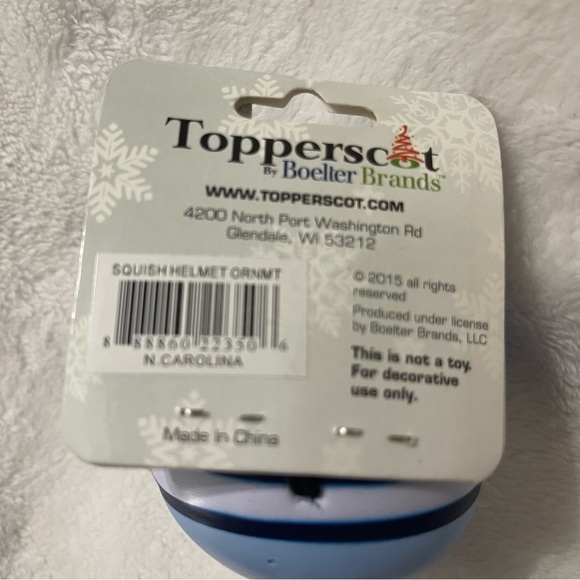 Topperscot
By Boelter Brands™
WWW.TOPPERSCOT.COM
4200 North Port Washington Rd
Glendale, WI 53212
SQUISH HELMET ORNMT
8 88860 22350 6
N.CAROLINA
© 2015 all rights
reserved
Produced under license
by Boelter Brands, LLC
This is not a toy.
For decorative
use only.
Made in China